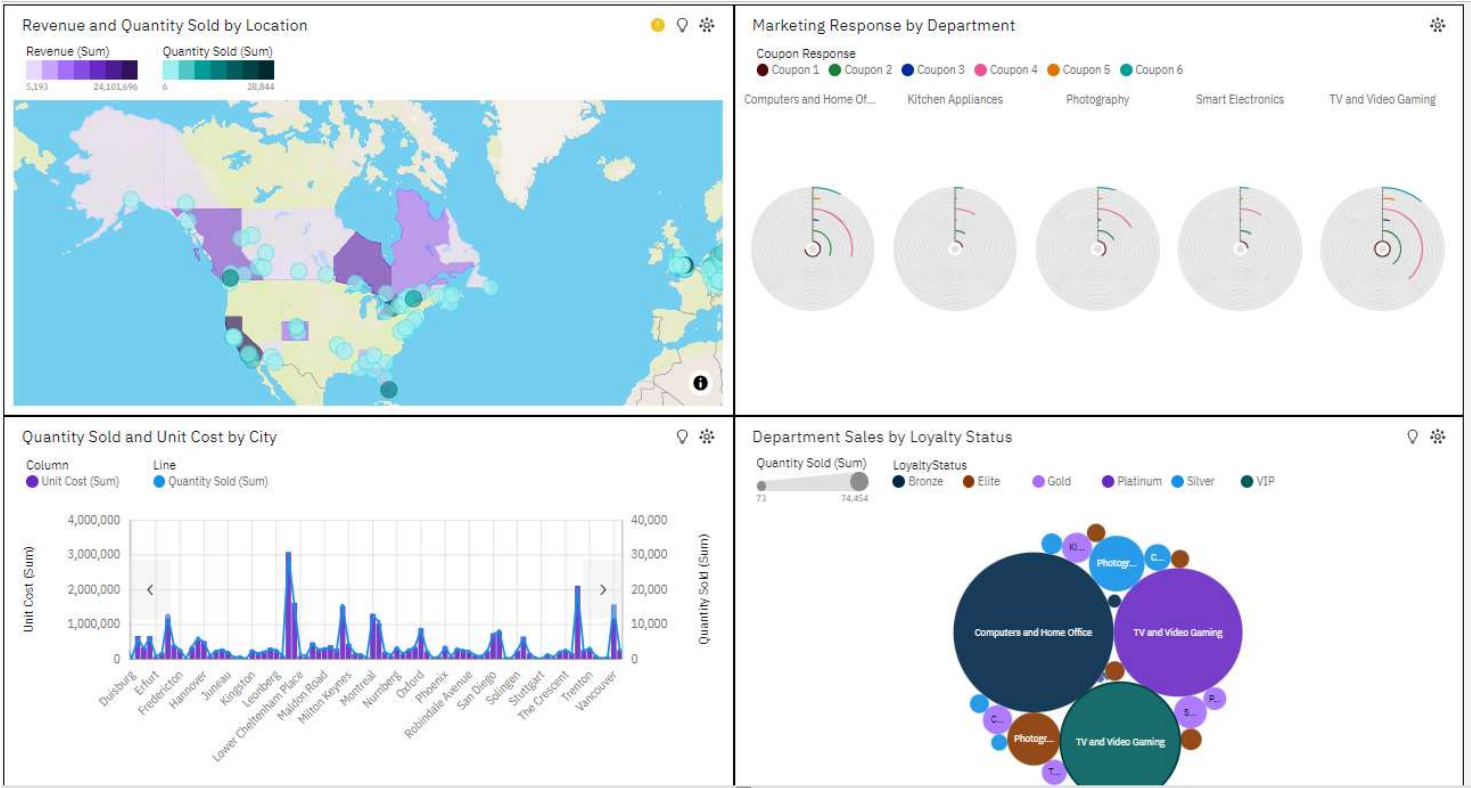 Revenue and Quantity Sold by Location
Revenue (Sum)
Quantity Sold (Sum)
5,193 24,101,696
6 28,844
Marketing Response by Department
Coupon Response
Coupon 1 Coupon 2 Coupon 3 Coupon 4 Coupon 5 Coupon 6
Computers and Home Of... Kitchen Appliances Photography Smart Electronics TV and Video Gaming
Quantity Sold and Unit Cost by City
Column Line
Unit Cost (Sum) Quantity Sold (Sum)
Unit Cost (Sum)
4,000,000
3,000,000
2,000,000
1,000,000
0
40,000
30,000
20,000
10,000
0
Quantity Sold (Sum)
Duisburg
Erfurt
Fredericton
Hannover
Juneau
Kingston
Leonberg
Lower Cheltenham Place
Maldon Road
Milton Keynes
Montreal
Nurnberg
Oxford
Phoenix
Robindale Avenue
San Diego
Solingen
Stuttgart
The Crescent
Trenton
Vancouver
Department Sales by Loyalty Status
Quantity Sold (Sum)
73 74,454
LoyaltyStatus
Bronze Elite Gold Platinum Silver VIP
Ki...
Photogr...
C...
Computers and Home Office
TV and Video Gaming
P...
S...
C...
Photogr...
TV and Video Gaming
T...